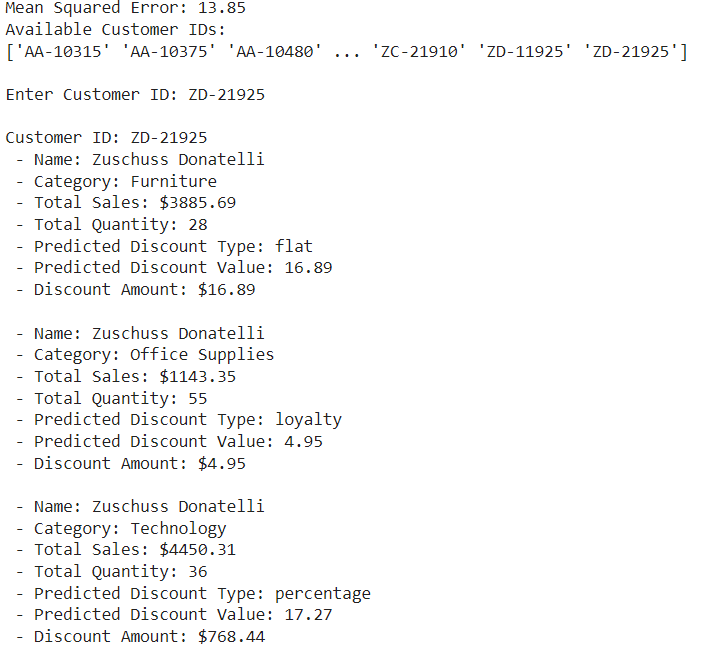 Mean Squared Error: 13.85
Available Customer IDs:
['AA-10315' 'AA-10375' 'AA-10480' ... 'ZC-21910' 'ZD-11925' 'ZD-21925']
Enter Customer ID: ZD-21925
Customer ID: ZD-21925
- Name: Zuschuss Donatelli
- Category: Furniture
- Total Sales: $3885.69
- Total Quantity: 28
- Predicted Discount Type: flat
- Predicted Discount Value: 16.89
- Discount Amount: $16.89
- Name: Zuschuss Donatelli
- Category: Office Supplies
- Total Sales: $1143.35
- Total Quantity: 55
- Predicted Discount Type: loyalty
- Predicted Discount Value: 4.95
- Discount Amount: $4.95
- Name: Zuschuss Donatelli
- Category: Technology
- Total Sales: $4450.31
- Total Quantity: 36
- Predicted Discount Type: percentage
- Predicted Discount Value: 17.27
- Discount Amount: $768.44